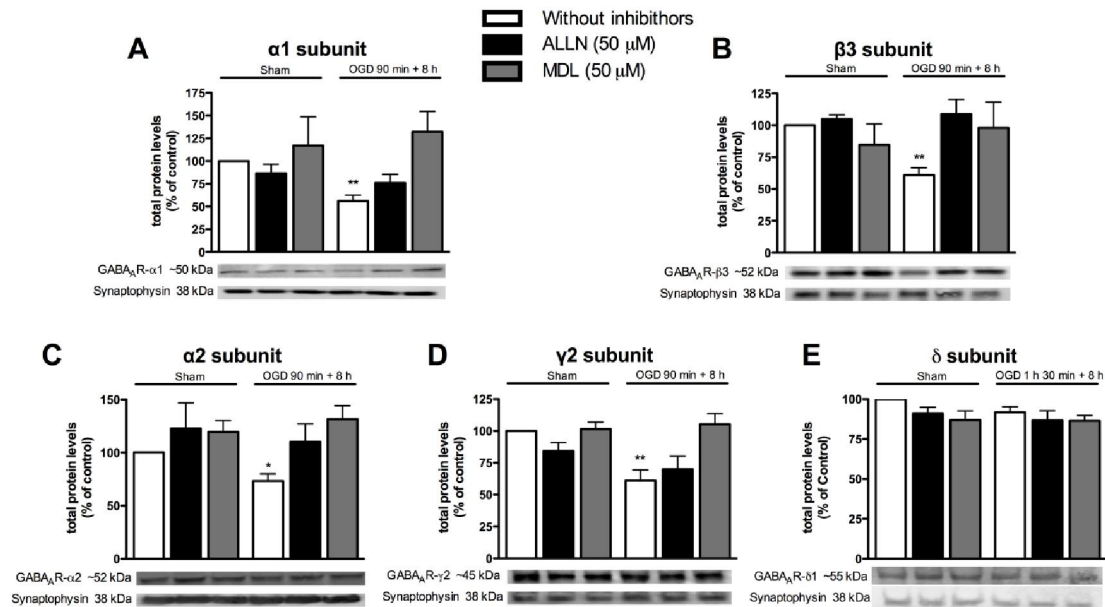 Without inhibithors
ALLN (50 μM)
MDL (50 μM)
A
α1 subunit
Sham
OGD 90 min + 8 h
total protein levels
(% of control)
175
150
125
100
75
50
25
0
**
GABAAR-α1 ~50 kDa
Synaptophysin 38 kDa
B
β3 subunit
Sham
OGD 90 min + 8 h
total protein levels
(% of control)
125
100
75
50
25
0
**
GABAAR-β3 ~52 kDa
Synaptophysin 38 kDa
C
α2 subunit
Sham
OGD 90 min + 8 h
total protein levels
(% of control)
150
100
50
0
*
GABAAR-α2 ~52 kDa
Synaptophysin 38 kDa
D
γ2 subunit
Sham
OGD 90 min + 8 h
total protein levels
(% of control)
125
100
75
50
25
0
**
GABAAR-γ2 ~45 kDa
Synaptophysin 38 kDa
E
δ subunit
Sham
OGD 1 h 30 min + 8 h
total protein levels
(% of Control)
100
75
50
25
0
GABAAR-δ1 ~55 kDa
Synaptophysin 38 kDa